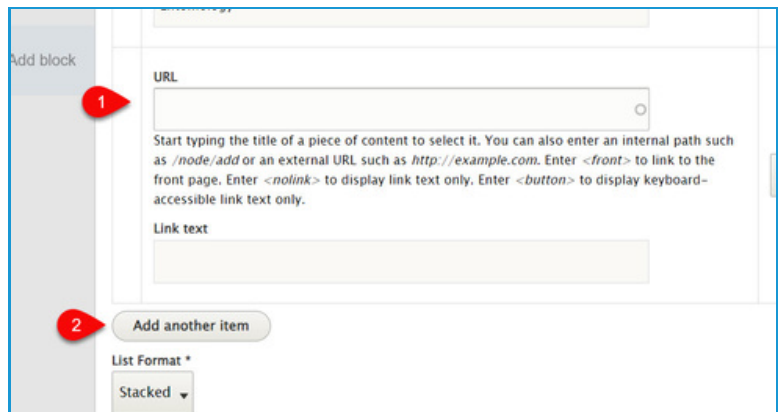 Entomology
Add block
URL
1
Start typing the title of a piece of content to select it. You can also enter an internal path such
as /node/add or an external URL such as http://example.com. Enter <front> to link to the
front page. Enter <nolink> to display link text only. Enter <button> to display keyboard-
accessible link text only.
Link text
2
Add another item
List Format *
Stacked